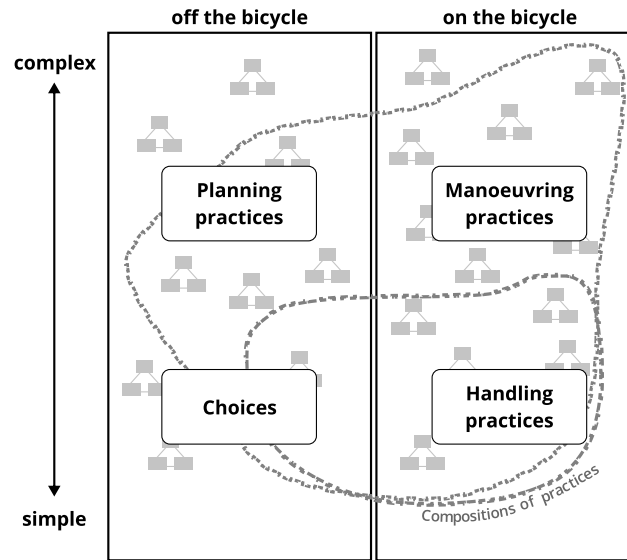 off the bicycle
on the bicycle
complex
Planning
practices
Manoeuvring
practices
Choices
Handling
practices
Compositions of practices
simple